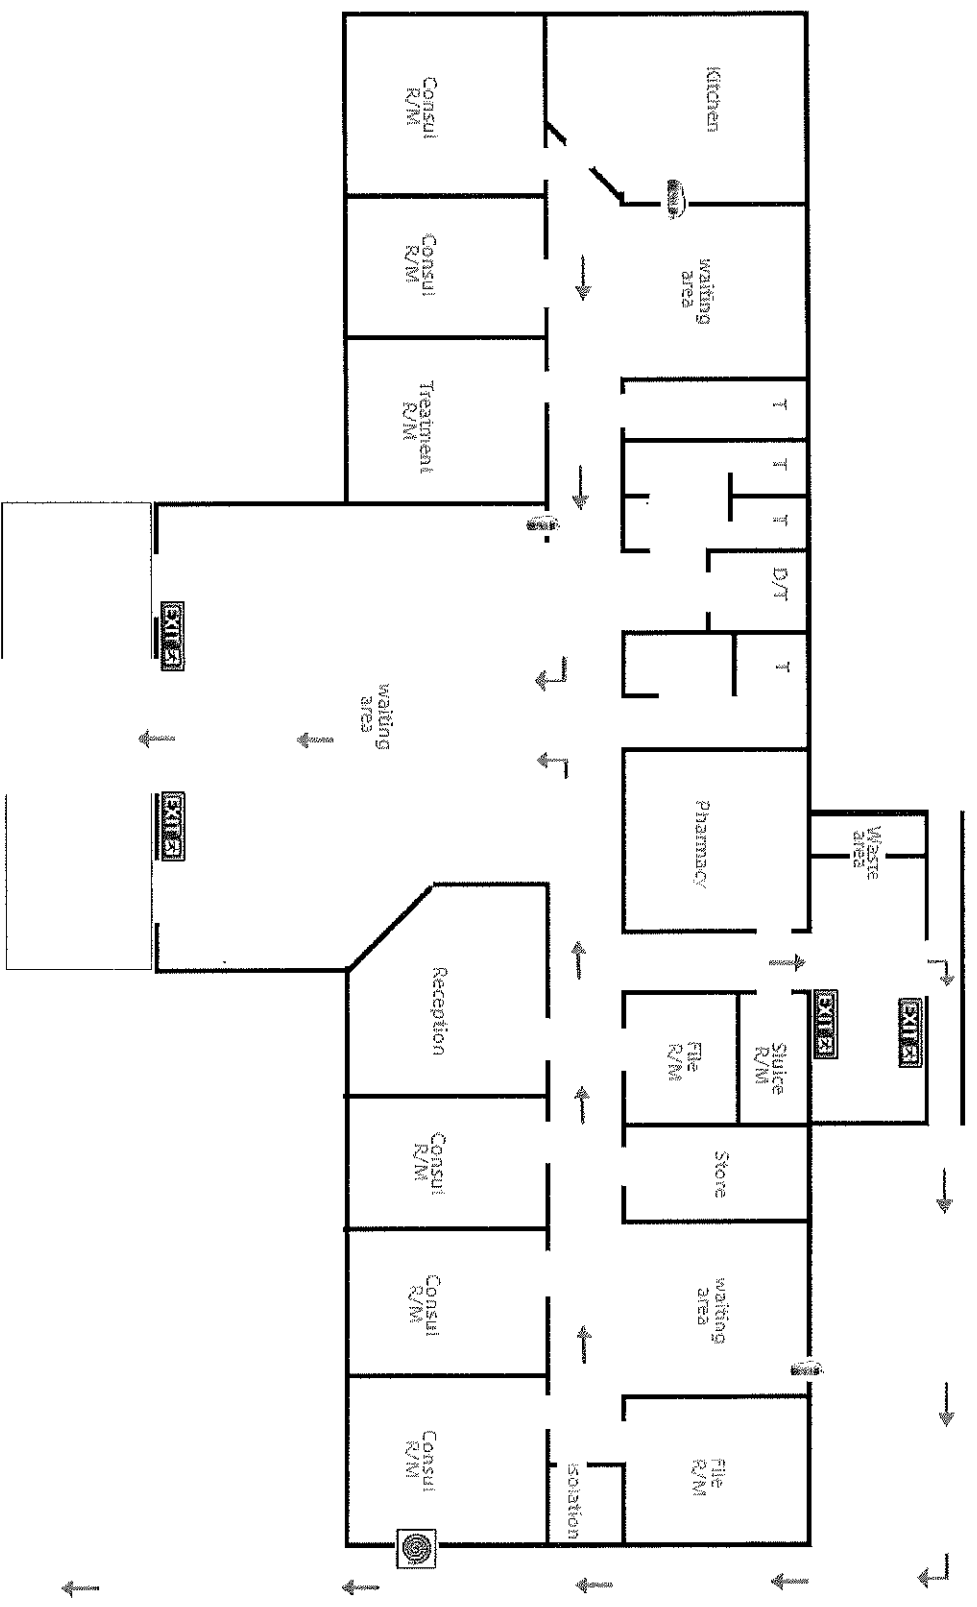 EXIT
Waste
area
EXIT
Kitchen
waiting
area
T
T
T
D/T
T
Pharmacy
Sluice
R/M
File
R/M
Store
waiting
area
File
R/M
Isolation
Consul
R/M
Consul
R/M
Treatment
R/M
waiting
area
Reception
Consul
R/M
Consul
R/M
Consul
R/M
EXIT
EXIT